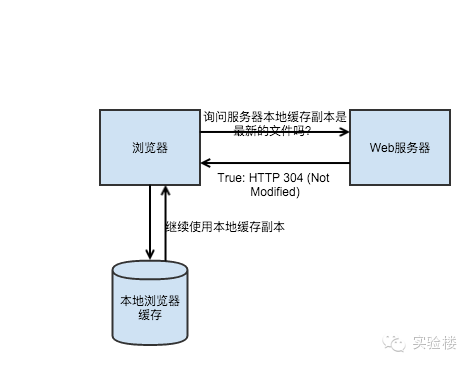 询问服务器本地缓存副本是
最新的文件吗?
浏览器
Web服务器
True: HTTP 304 (Not
Modified)
继续使用本地缓存副本
本地浏览器
缓存
实验楼